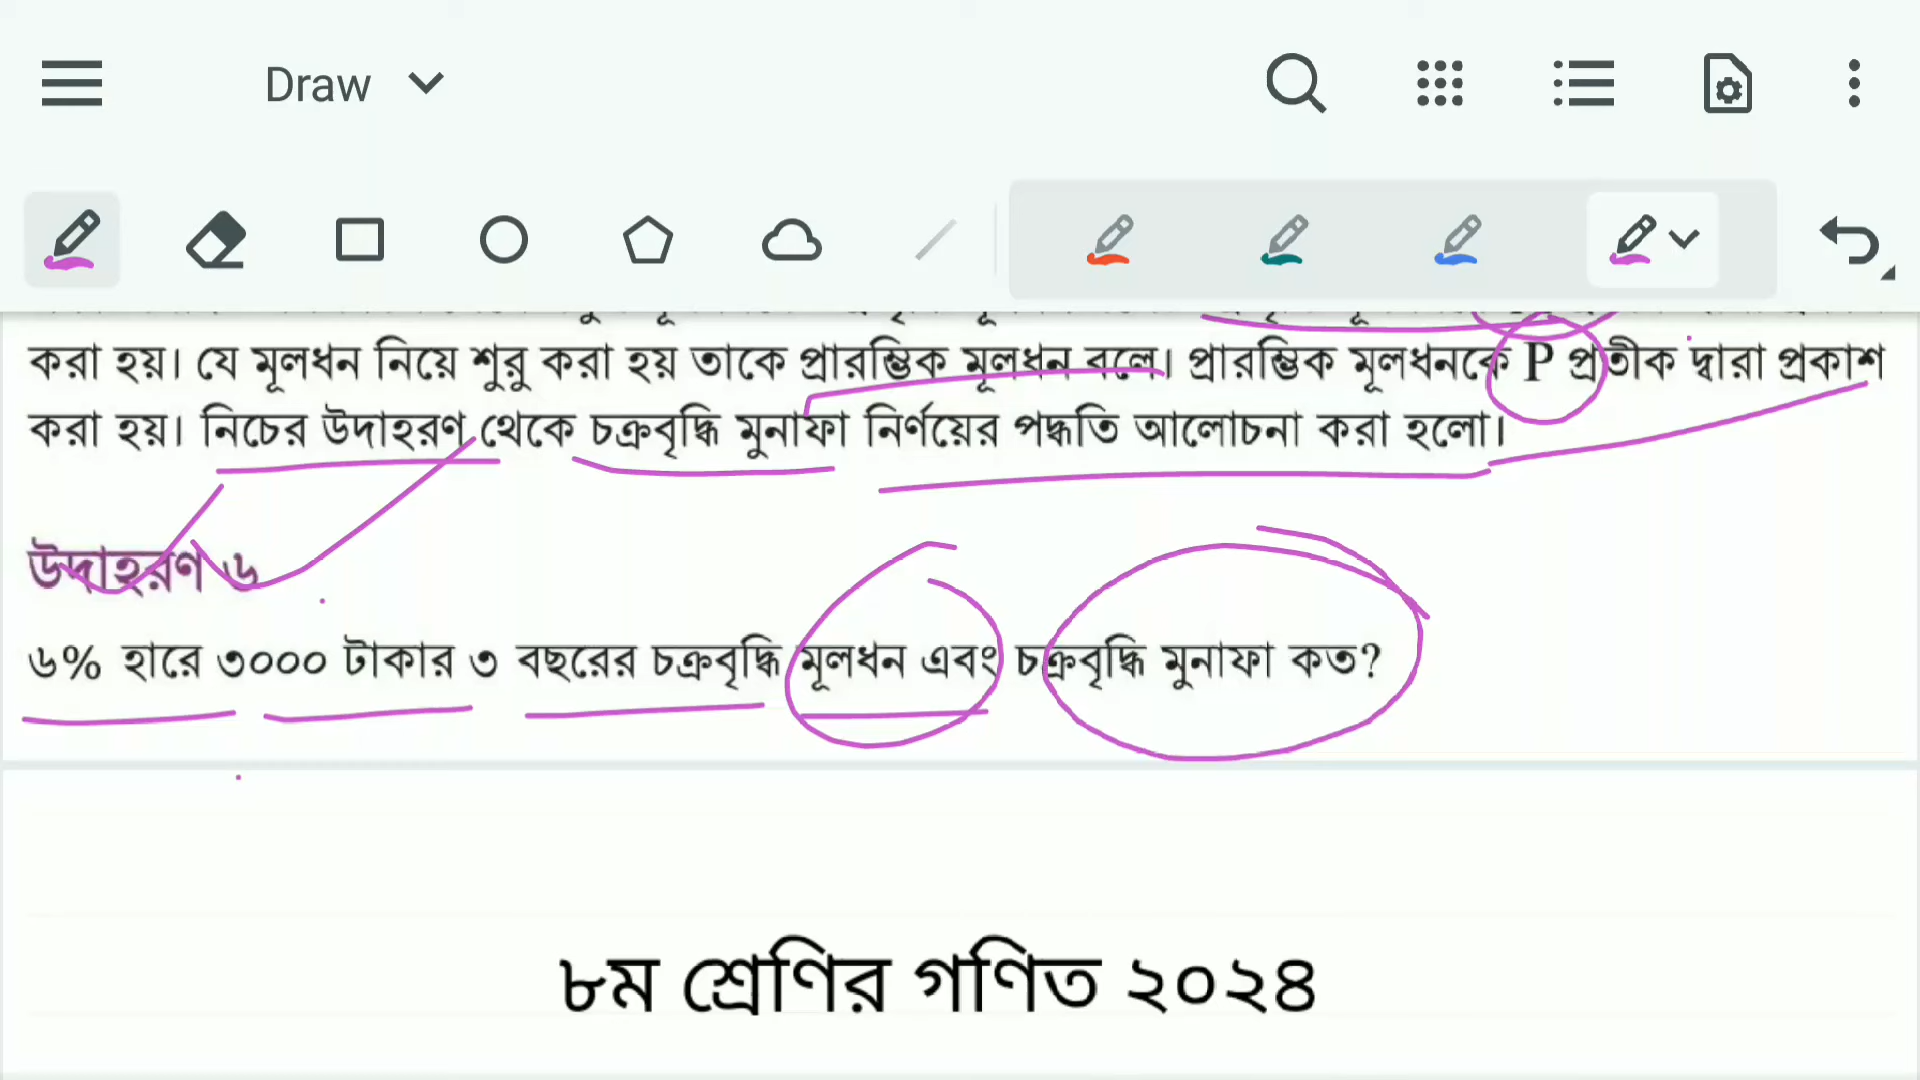 Draw
করা হয়। যে মূলধন নিয়ে শুরু করা হয় তাকে প্রারম্ভিক মূলধন বলে। প্রারম্ভিক মূলধনকে P প্রতীক দ্বারা প্রকাশ
করা হয়। নিচের উদাহরণ থেকে চক্রবৃদ্ধি মুনাফা নির্ণয়ের পদ্ধতি আলোচনা করা হলো।
উদাহরণ ৬
৬% হারে ৩০০০ টাকার ৩ বছরের চক্রবৃদ্ধি মূলধন এবং চক্রবৃদ্ধি মুনাফা কত?
৮ম শ্রেণির গণিত ২০২৪